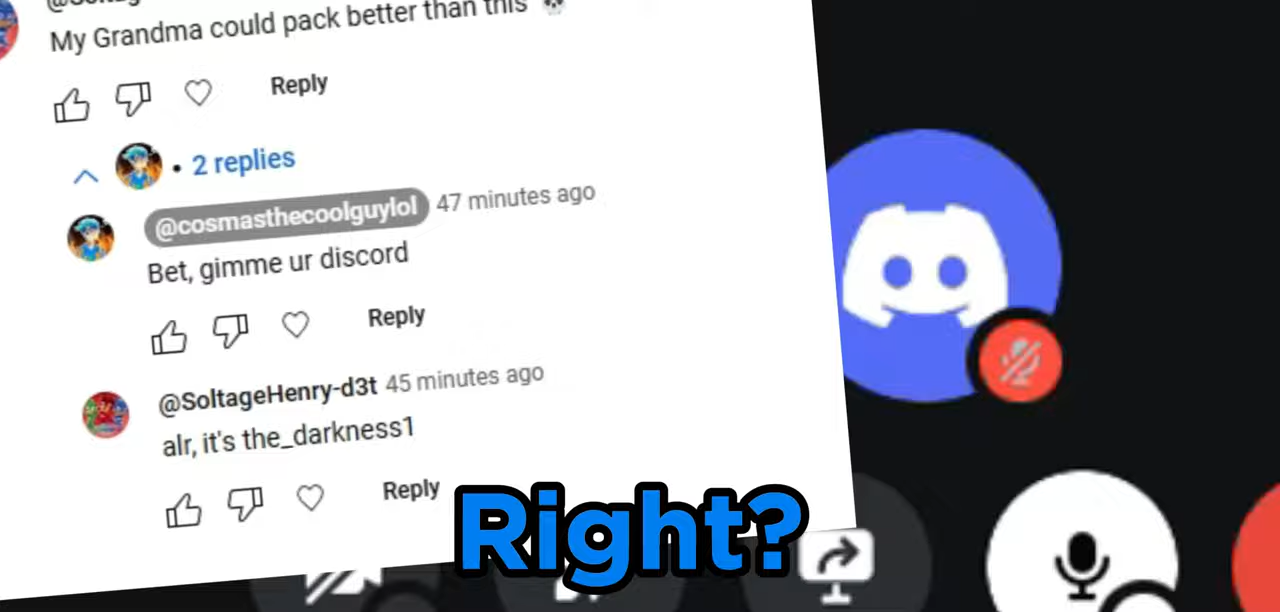 My Grandma could pack better than this 💀
Reply
• 2 replies
@cosmasthecoolguylol 47 minutes ago
Bet, gimme ur discord
Reply
@SoltageHenry-d3t 45 minutes ago
alr, it's the_darkness1
Reply
Right?